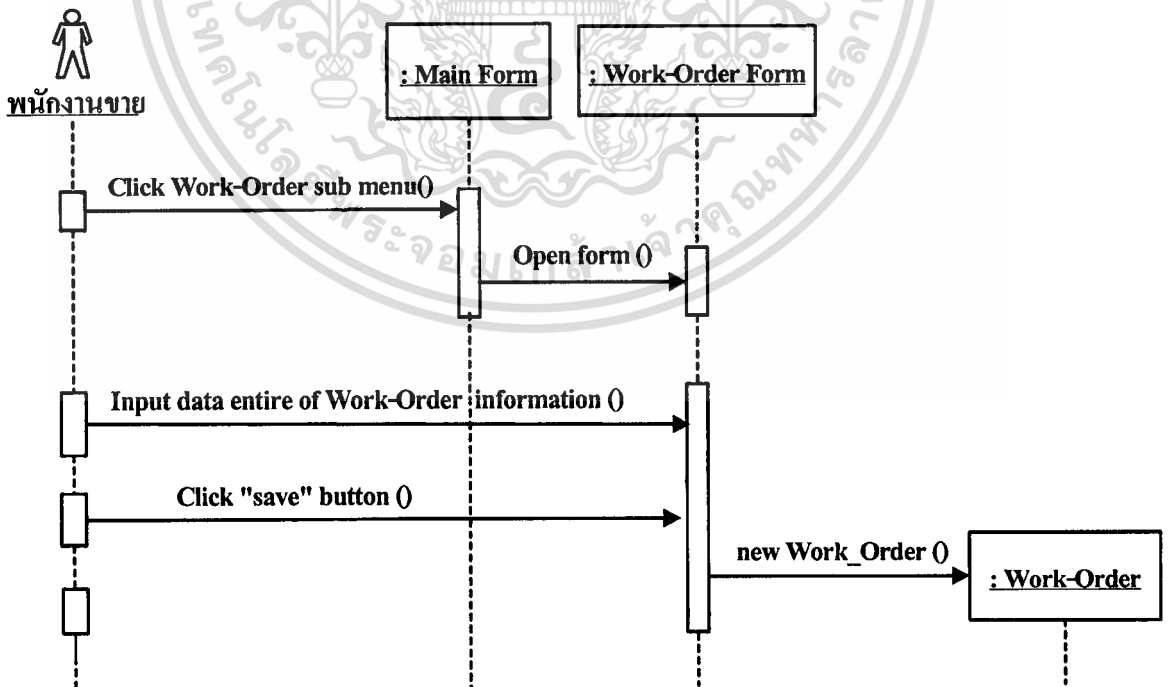 พนักงานขาย
: Main Form
: Work-Order Form
Click Work-Order sub menu()
Open form ()
Input data entire of Work-Order information ()
Click "save" button ()
new Work_Order ()
: Work-Order